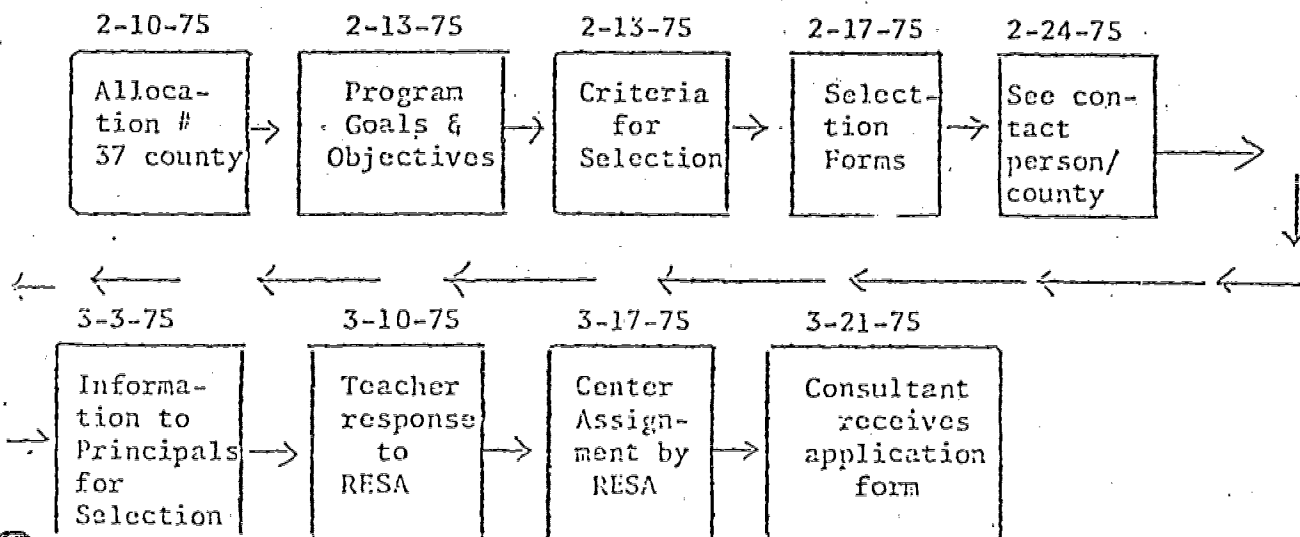 2-10-75 2-13-75 2-13-75 2-17-75 2-24-75
Alloca-
tion #
37 county
Program
Goals &
Objectives
Criteria
for
Selection
Select-
tion
Forms
See con-
tact
person/
county
3-3-75 3-10-75 3-17-75 3-21-75
Informa-
tion to
Principals
for
Selection
Teacher
response
to
RESA
Center
Assign-
ment by
RESA
Consultant
receives
application
form